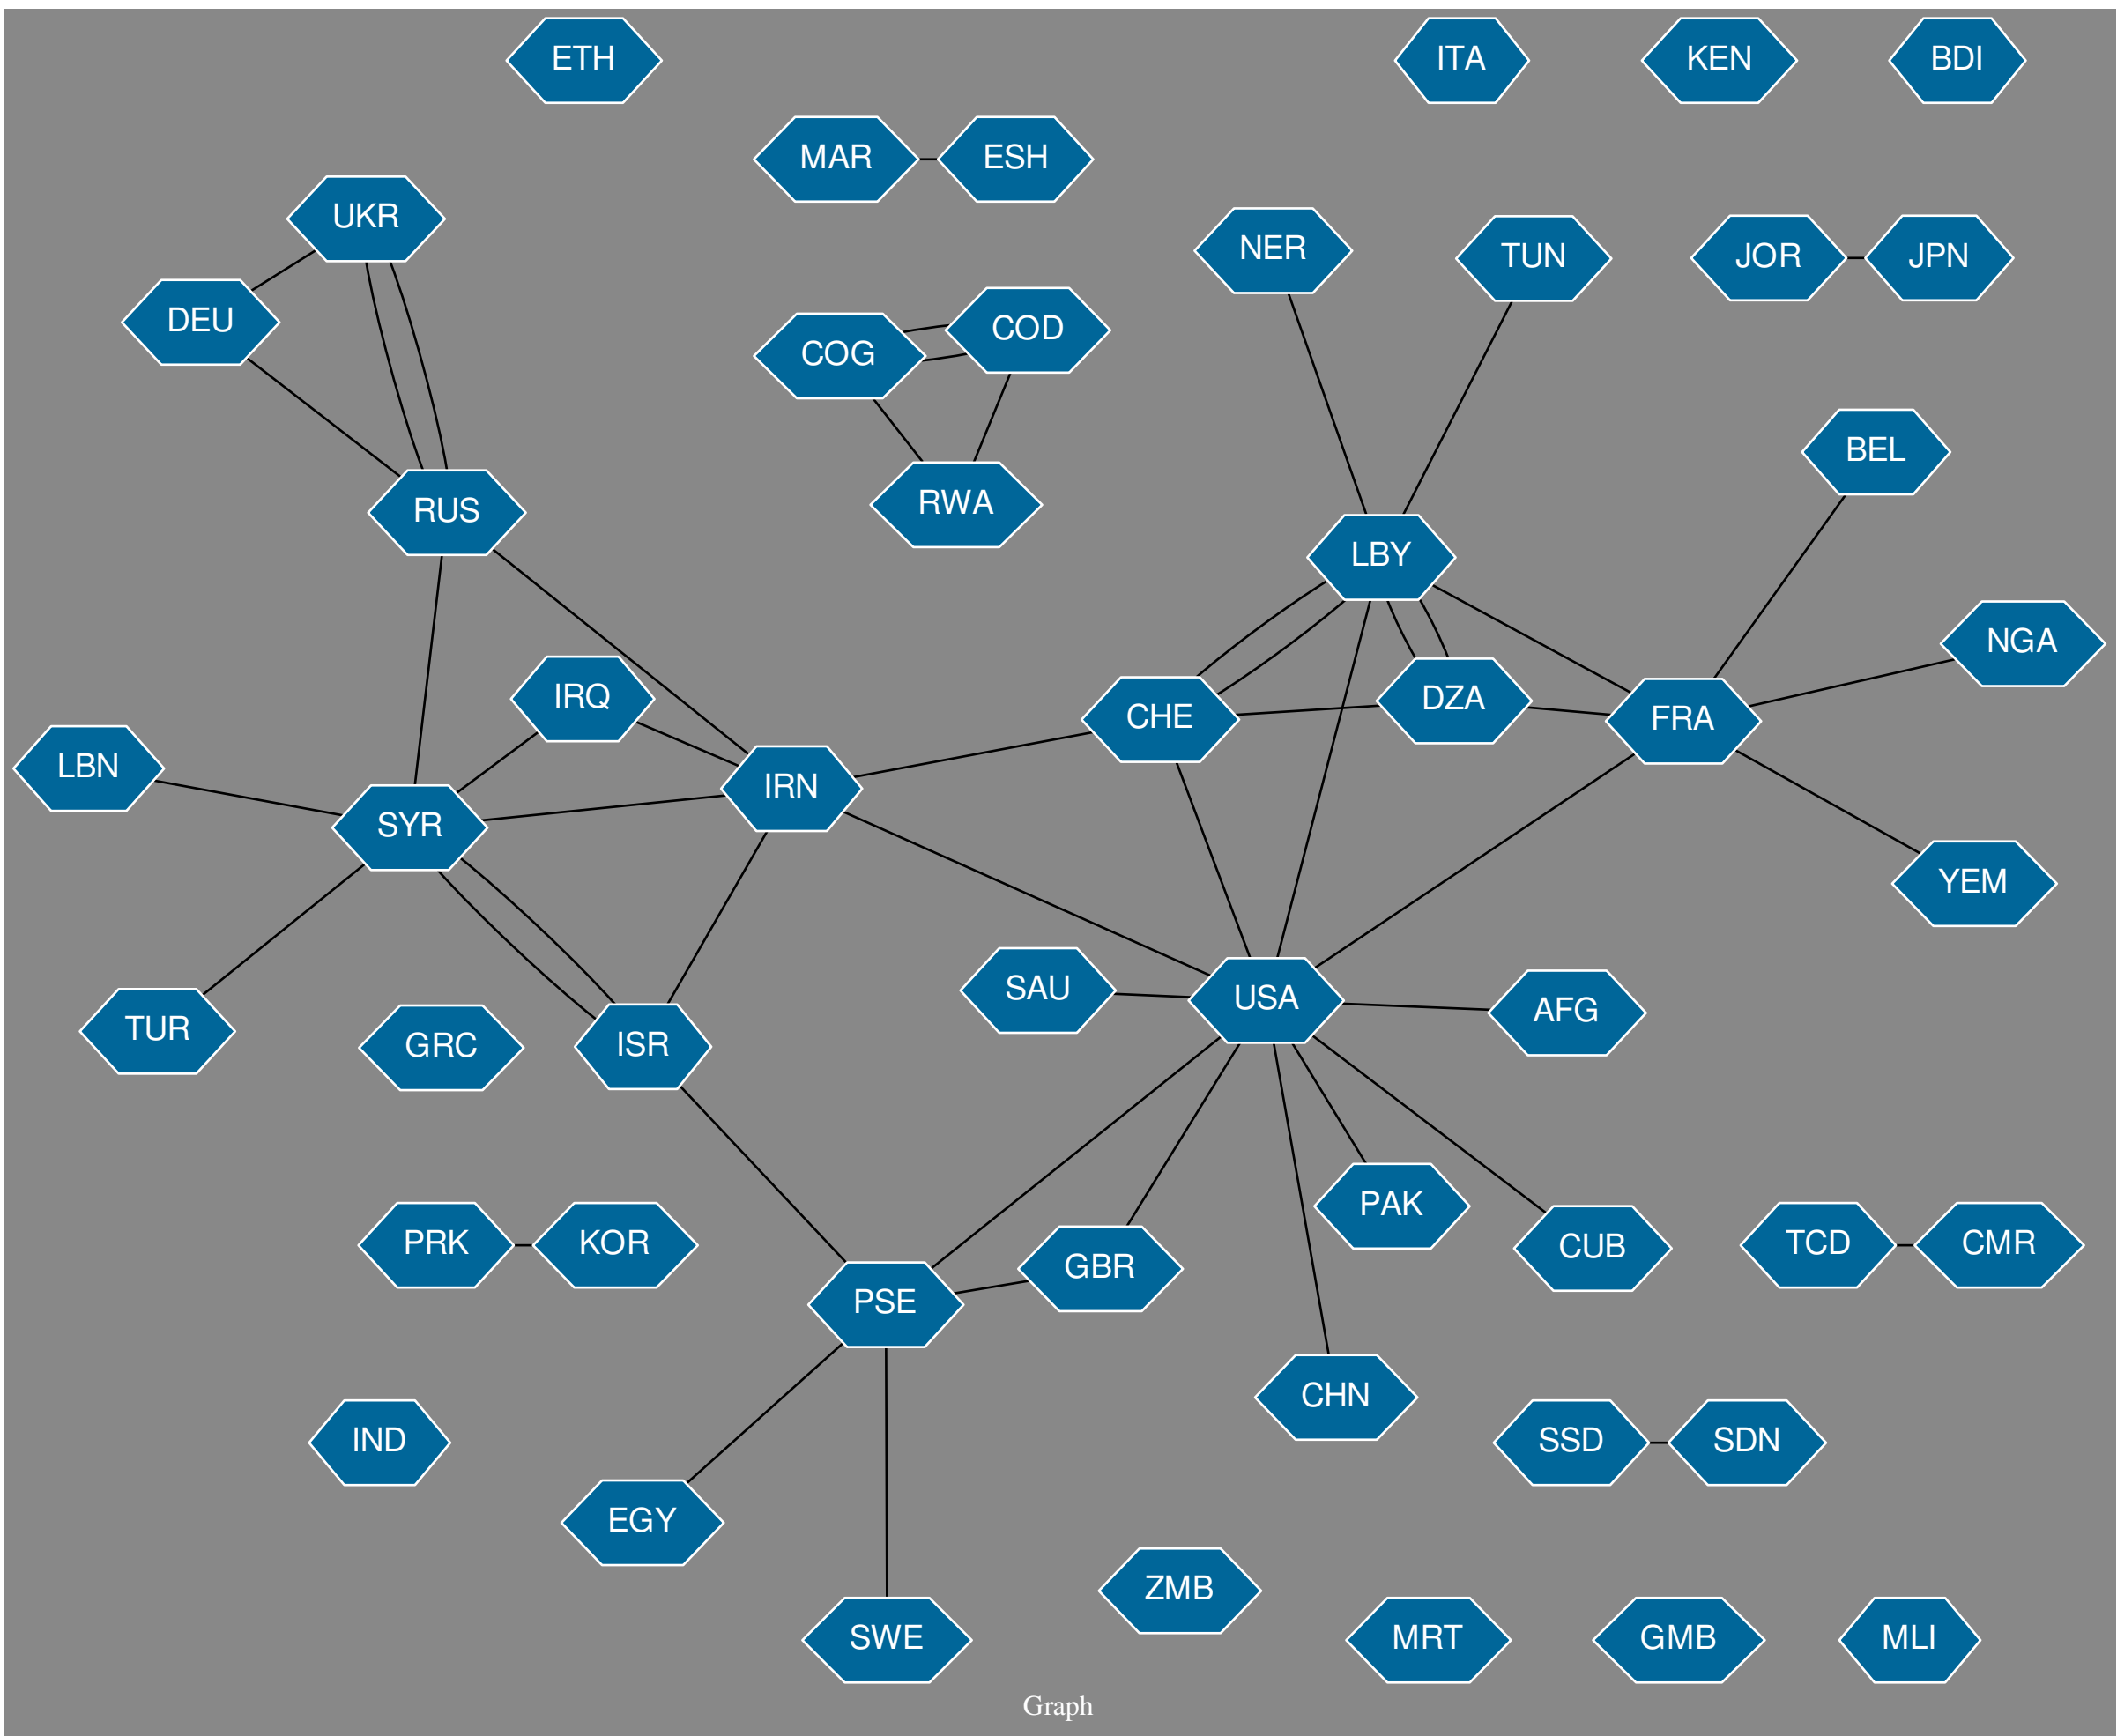 ETH
ITA
KEN
BDI
MAR
ESH
UKR
NER
TUN
JOR
JPN
DEU
COG
COD
BEL
RUS
RWA
LBY
NGA
IRQ
CHE
DZA
FRA
LBN
IRN
SYR
YEM
SAU
USA
AFG
TUR
GRC
ISR
PAK
PRK
KOR
GBR
CUB
TCD
CMR
PSE
CHN
IND
SSD
SDN
EGY
ZMB
SWE
MRT
GMB
MLI
Graph